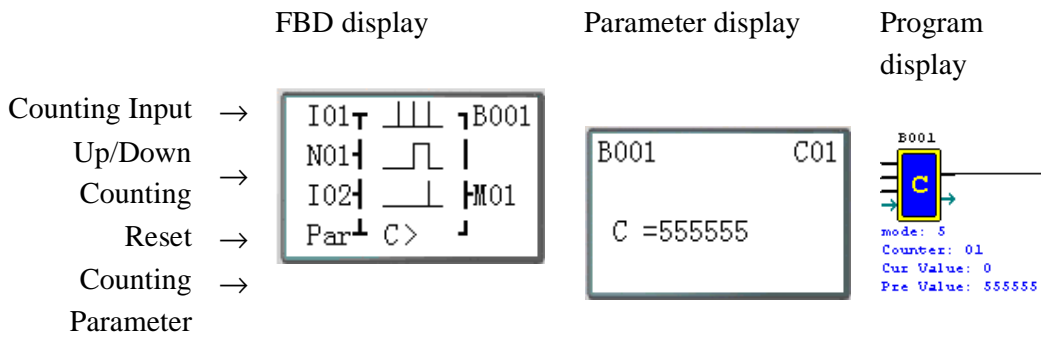 FBD display
Parameter display
Program
display
Counting Input →
Up/Down
Counting →
Reset →
Counting →
Parameter
I01 B001
N01
I02 M01
Par C>
B001 C01
C =555555
B001
C
mode: 5
Counter: 01
Cur Value: 0
Pre Value: 555555